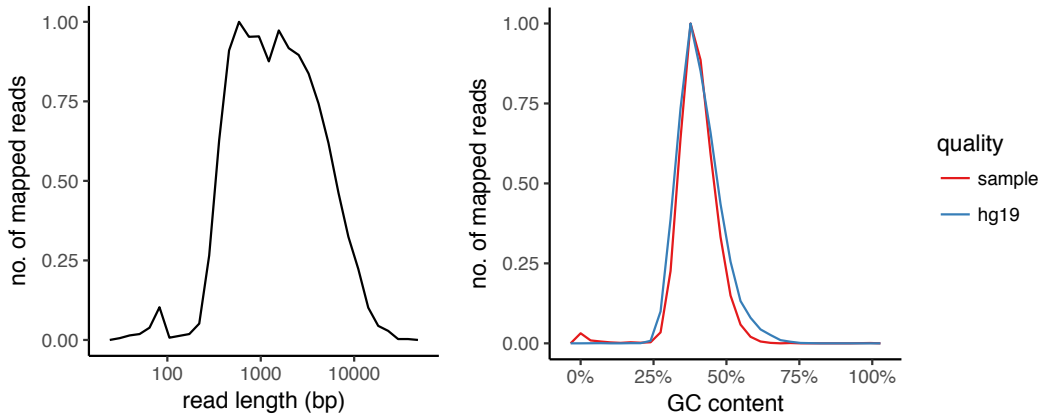 no. of mapped reads
1.00
0.75
0.50
0.25
0.00
100
1000
10000
read length (bp)
no. of mapped reads
1.00
0.75
0.50
0.25
0.00
0%
25%
50%
75%
100%
GC content
quality
sample
hg19